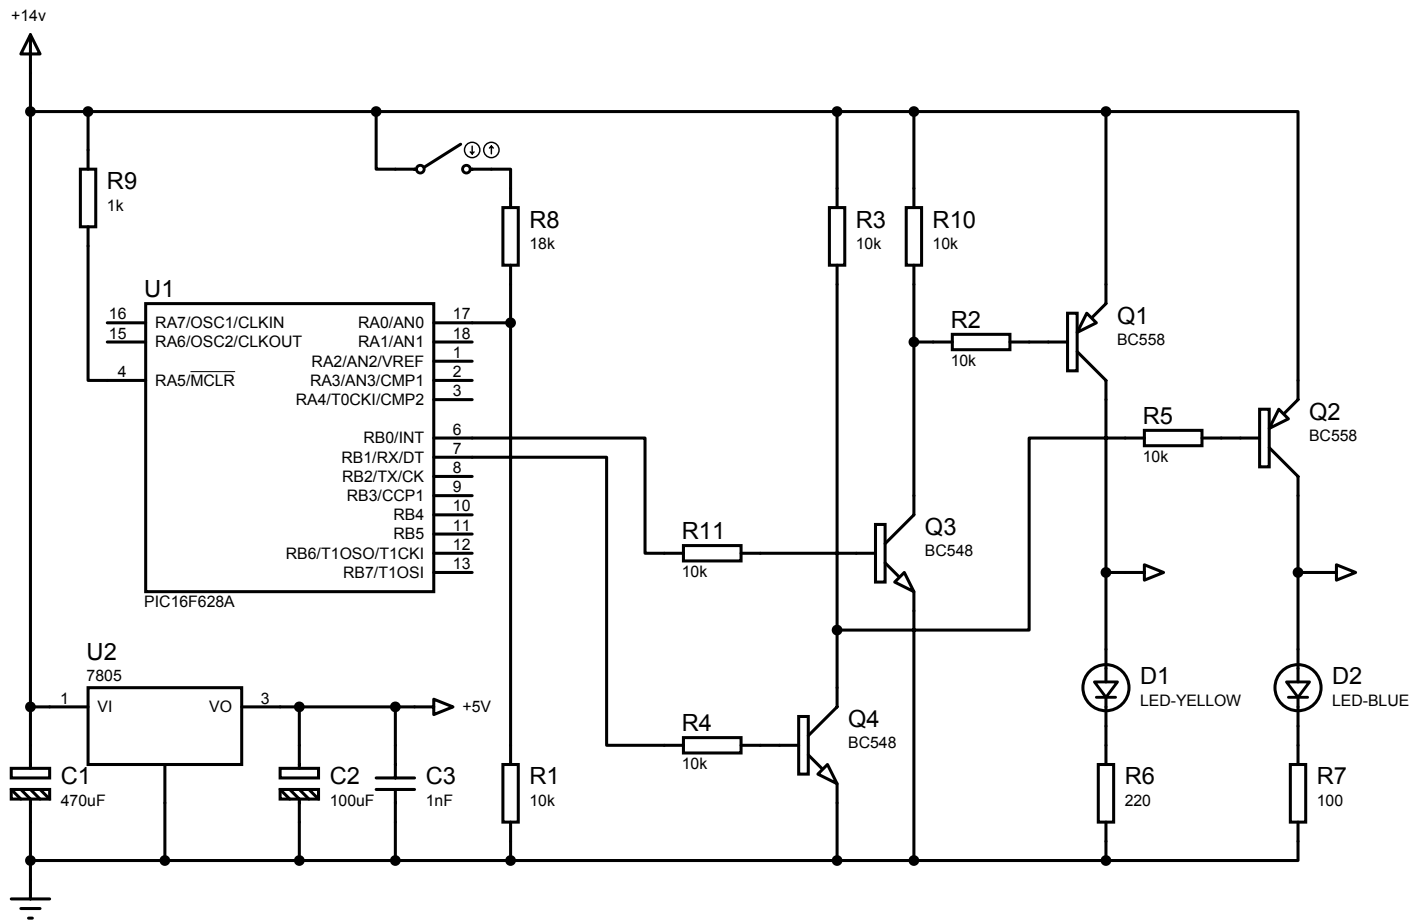 +14v
R9
1k
R8
18k
R3
10k
R10
10k
U1
16
RA7/OSC1/CLKIN
15
RA6/OSC2/CLKOUT
4
RA5/MCLR
RA0/AN0
17
RA1/AN1
18
RA2/AN2/VREF
1
RA3/AN3/CMP1
2
RA4/T0CKI/CMP2
3
RB0/INT
6
RB1/RX/DT
7
RB2/TX/CK
8
RB3/CCP1
9
RB4
10
RB5
11
RB6/T1OSO/T1CKI
12
RB7/T1OSI
13
PIC16F628A
R2
10k
Q1
BC558
R5
10k
Q2
BC558
R11
10k
Q3
BC548
U2
7805
1
VI
VO
3
+5V
R4
10k
Q4
BC548
D1
LED-YELLOW
D2
LED-BLUE
C1
470uF
C2
100uF
C3
1nF
R1
10k
R6
220
R7
100